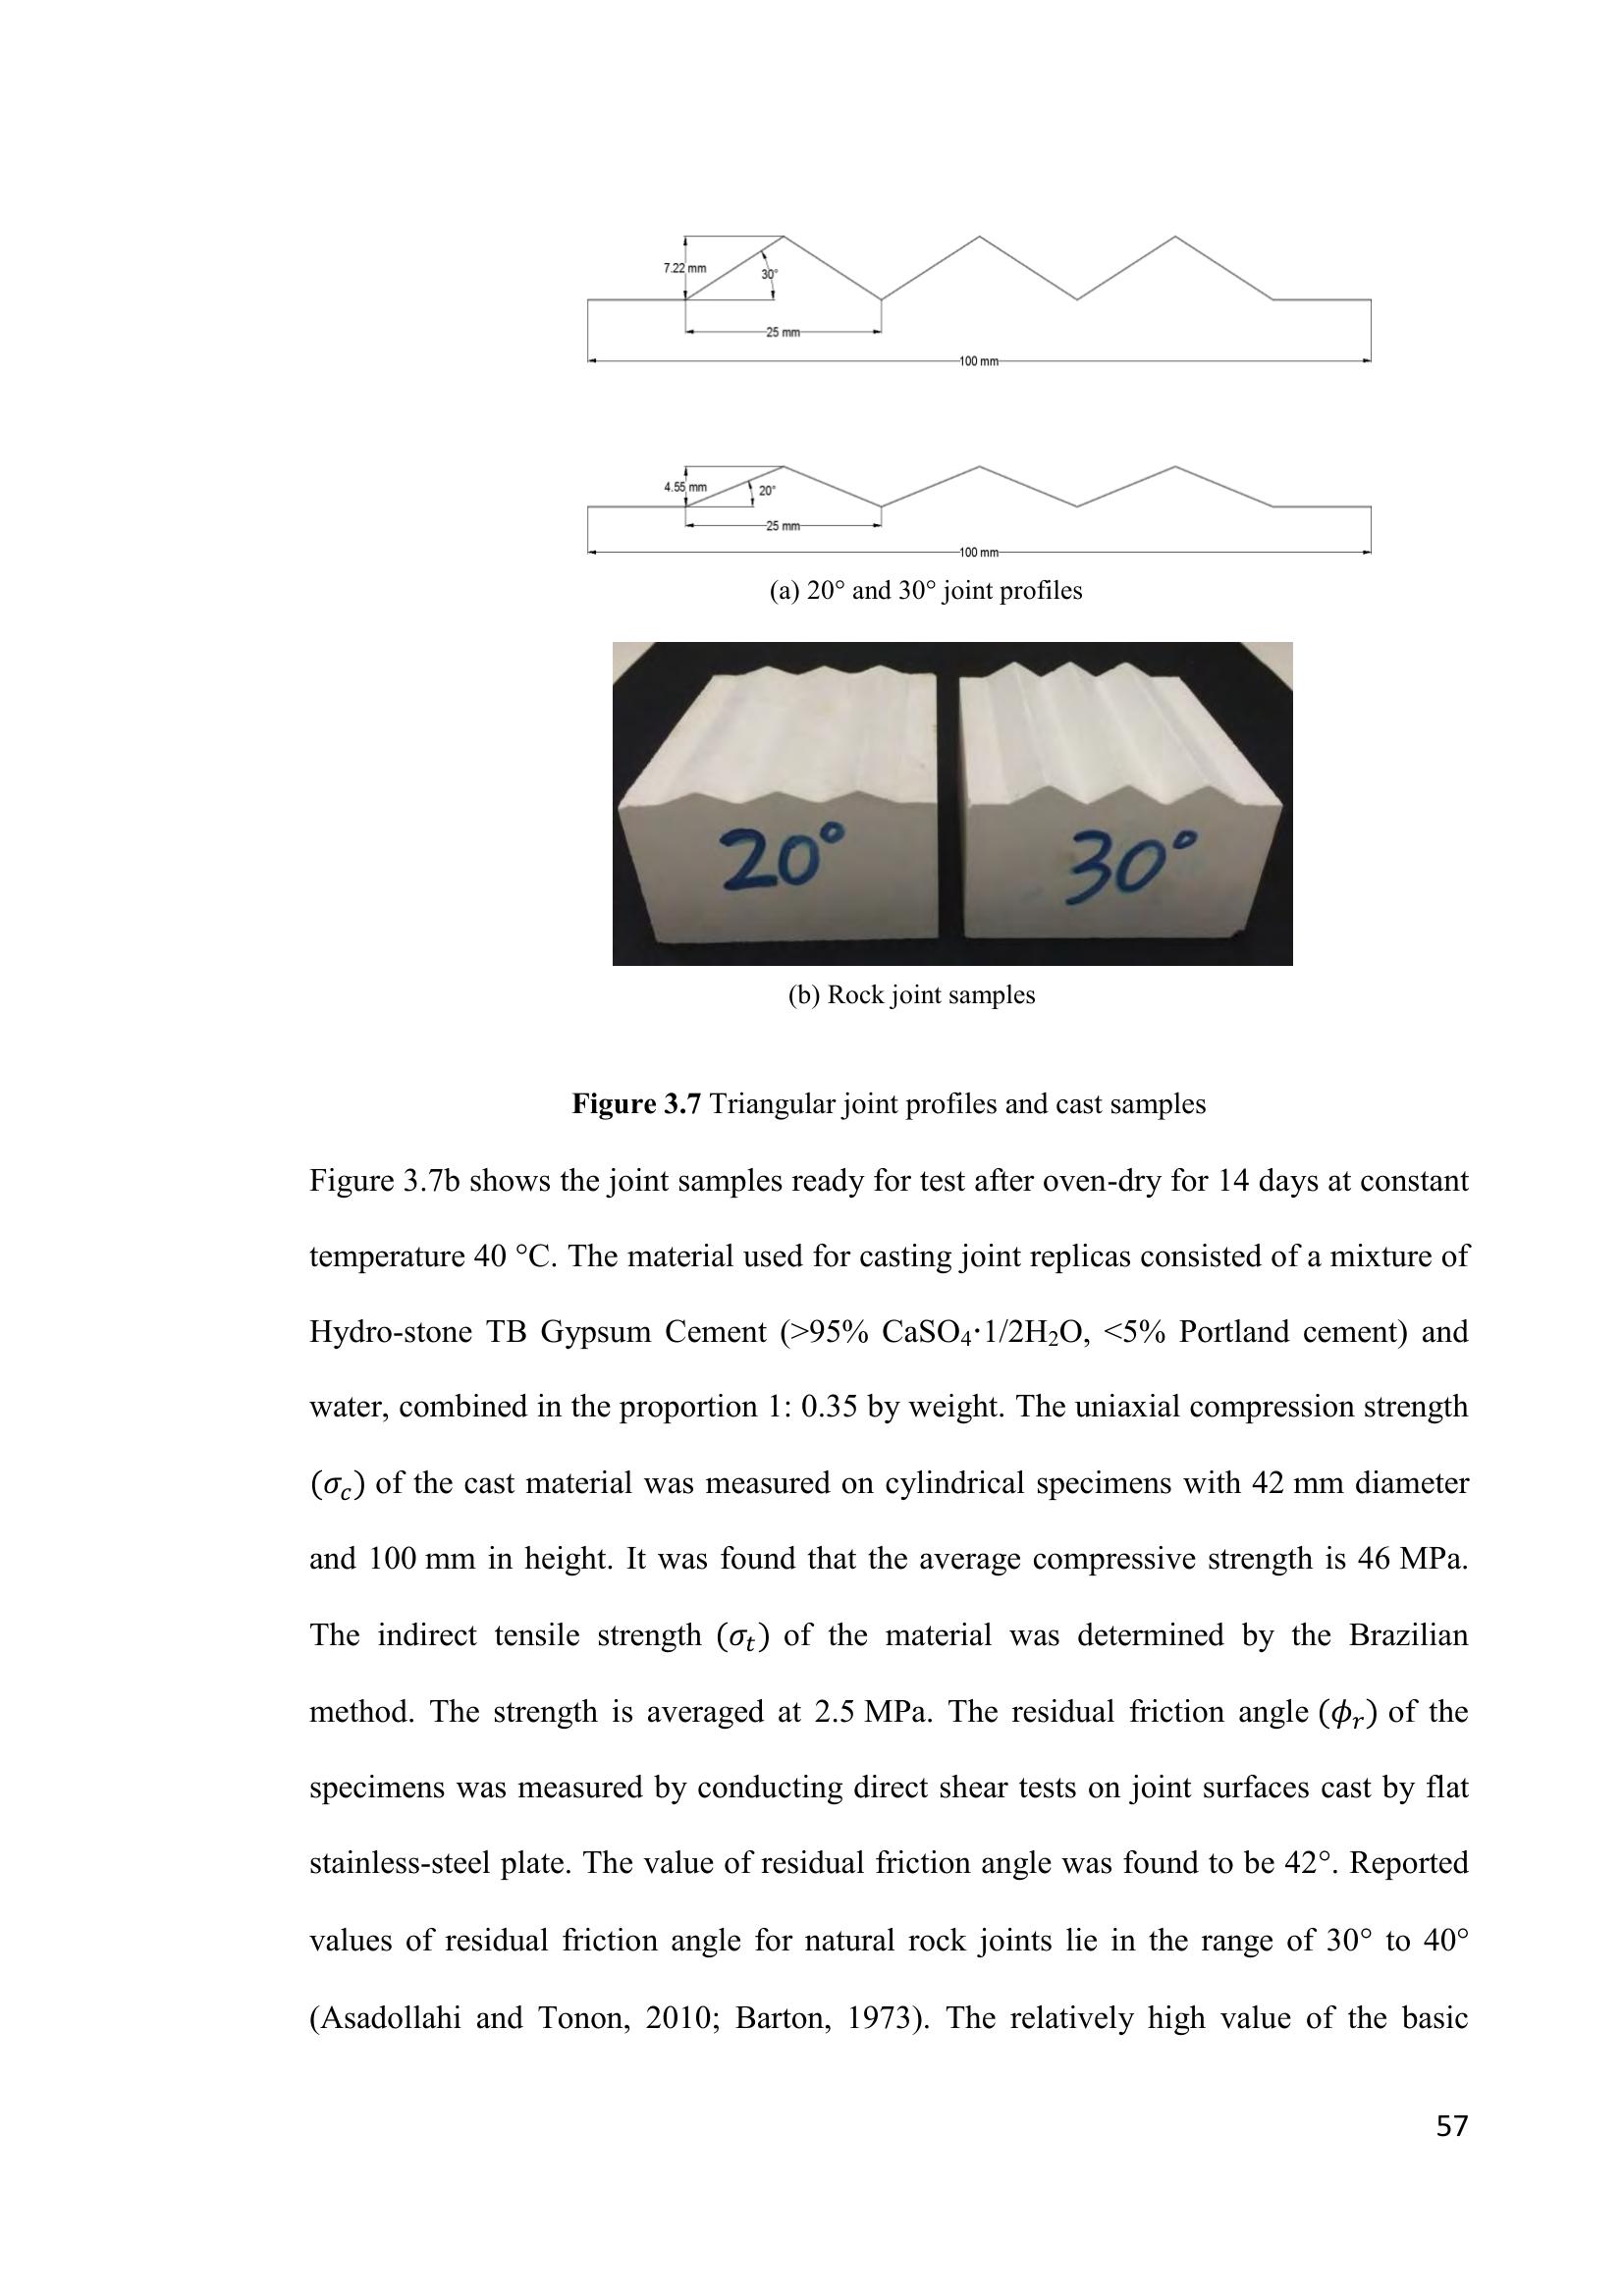 7.22 mm
30°
25 mm
100 mm
4.55 mm
20°
25 mm
100 mm
(a) 20° and 30° joint profiles
20°
30°
(b) Rock joint samples
Figure 3.7 Triangular joint profiles and cast samples
Figure 3.7b shows the joint samples ready for test after oven-dry for 14 days at constant
temperature 40 °C. The material used for casting joint replicas consisted of a mixture of
Hydro-stone TB Gypsum Cement (>95% CaSO₄·1/2H₂O, <5% Portland cement) and
water, combined in the proportion 1: 0.35 by weight. The uniaxial compression strength
(σ_c) of the cast material was measured on cylindrical specimens with 42 mm diameter
and 100 mm in height. It was found that the average compressive strength is 46 MPa.
The indirect tensile strength (σ_t) of the material was determined by the Brazilian
method. The strength is averaged at 2.5 MPa. The residual friction angle (ϕ_r) of the
specimens was measured by conducting direct shear tests on joint surfaces cast by flat
stainless-steel plate. The value of residual friction angle was found to be 42°. Reported
values of residual friction angle for natural rock joints lie in the range of 30° to 40°
(Asadollahi and Tonon, 2010; Barton, 1973). The relatively high value of the basic
57